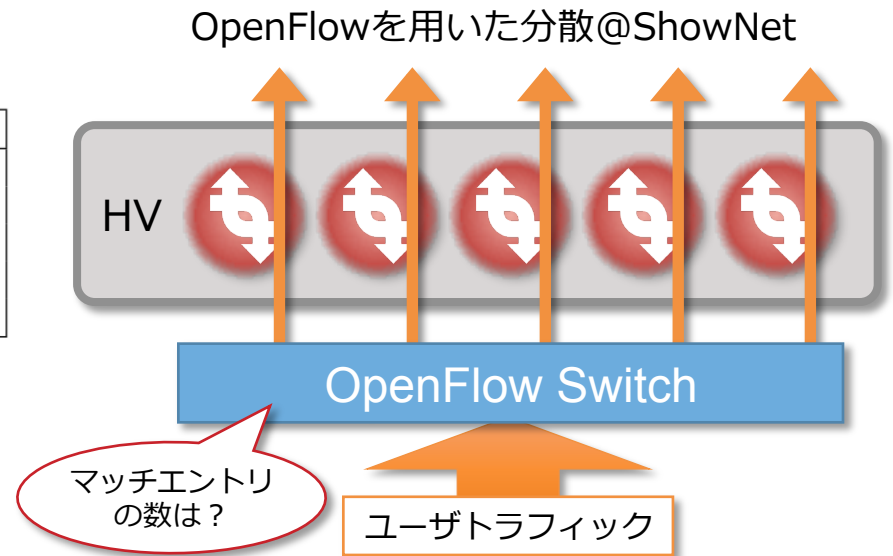 OpenFlowを用いた分散@ShowNet
HV
OpenFlow Switch
マッチエントリ
の数は？
ユーザトラフィック